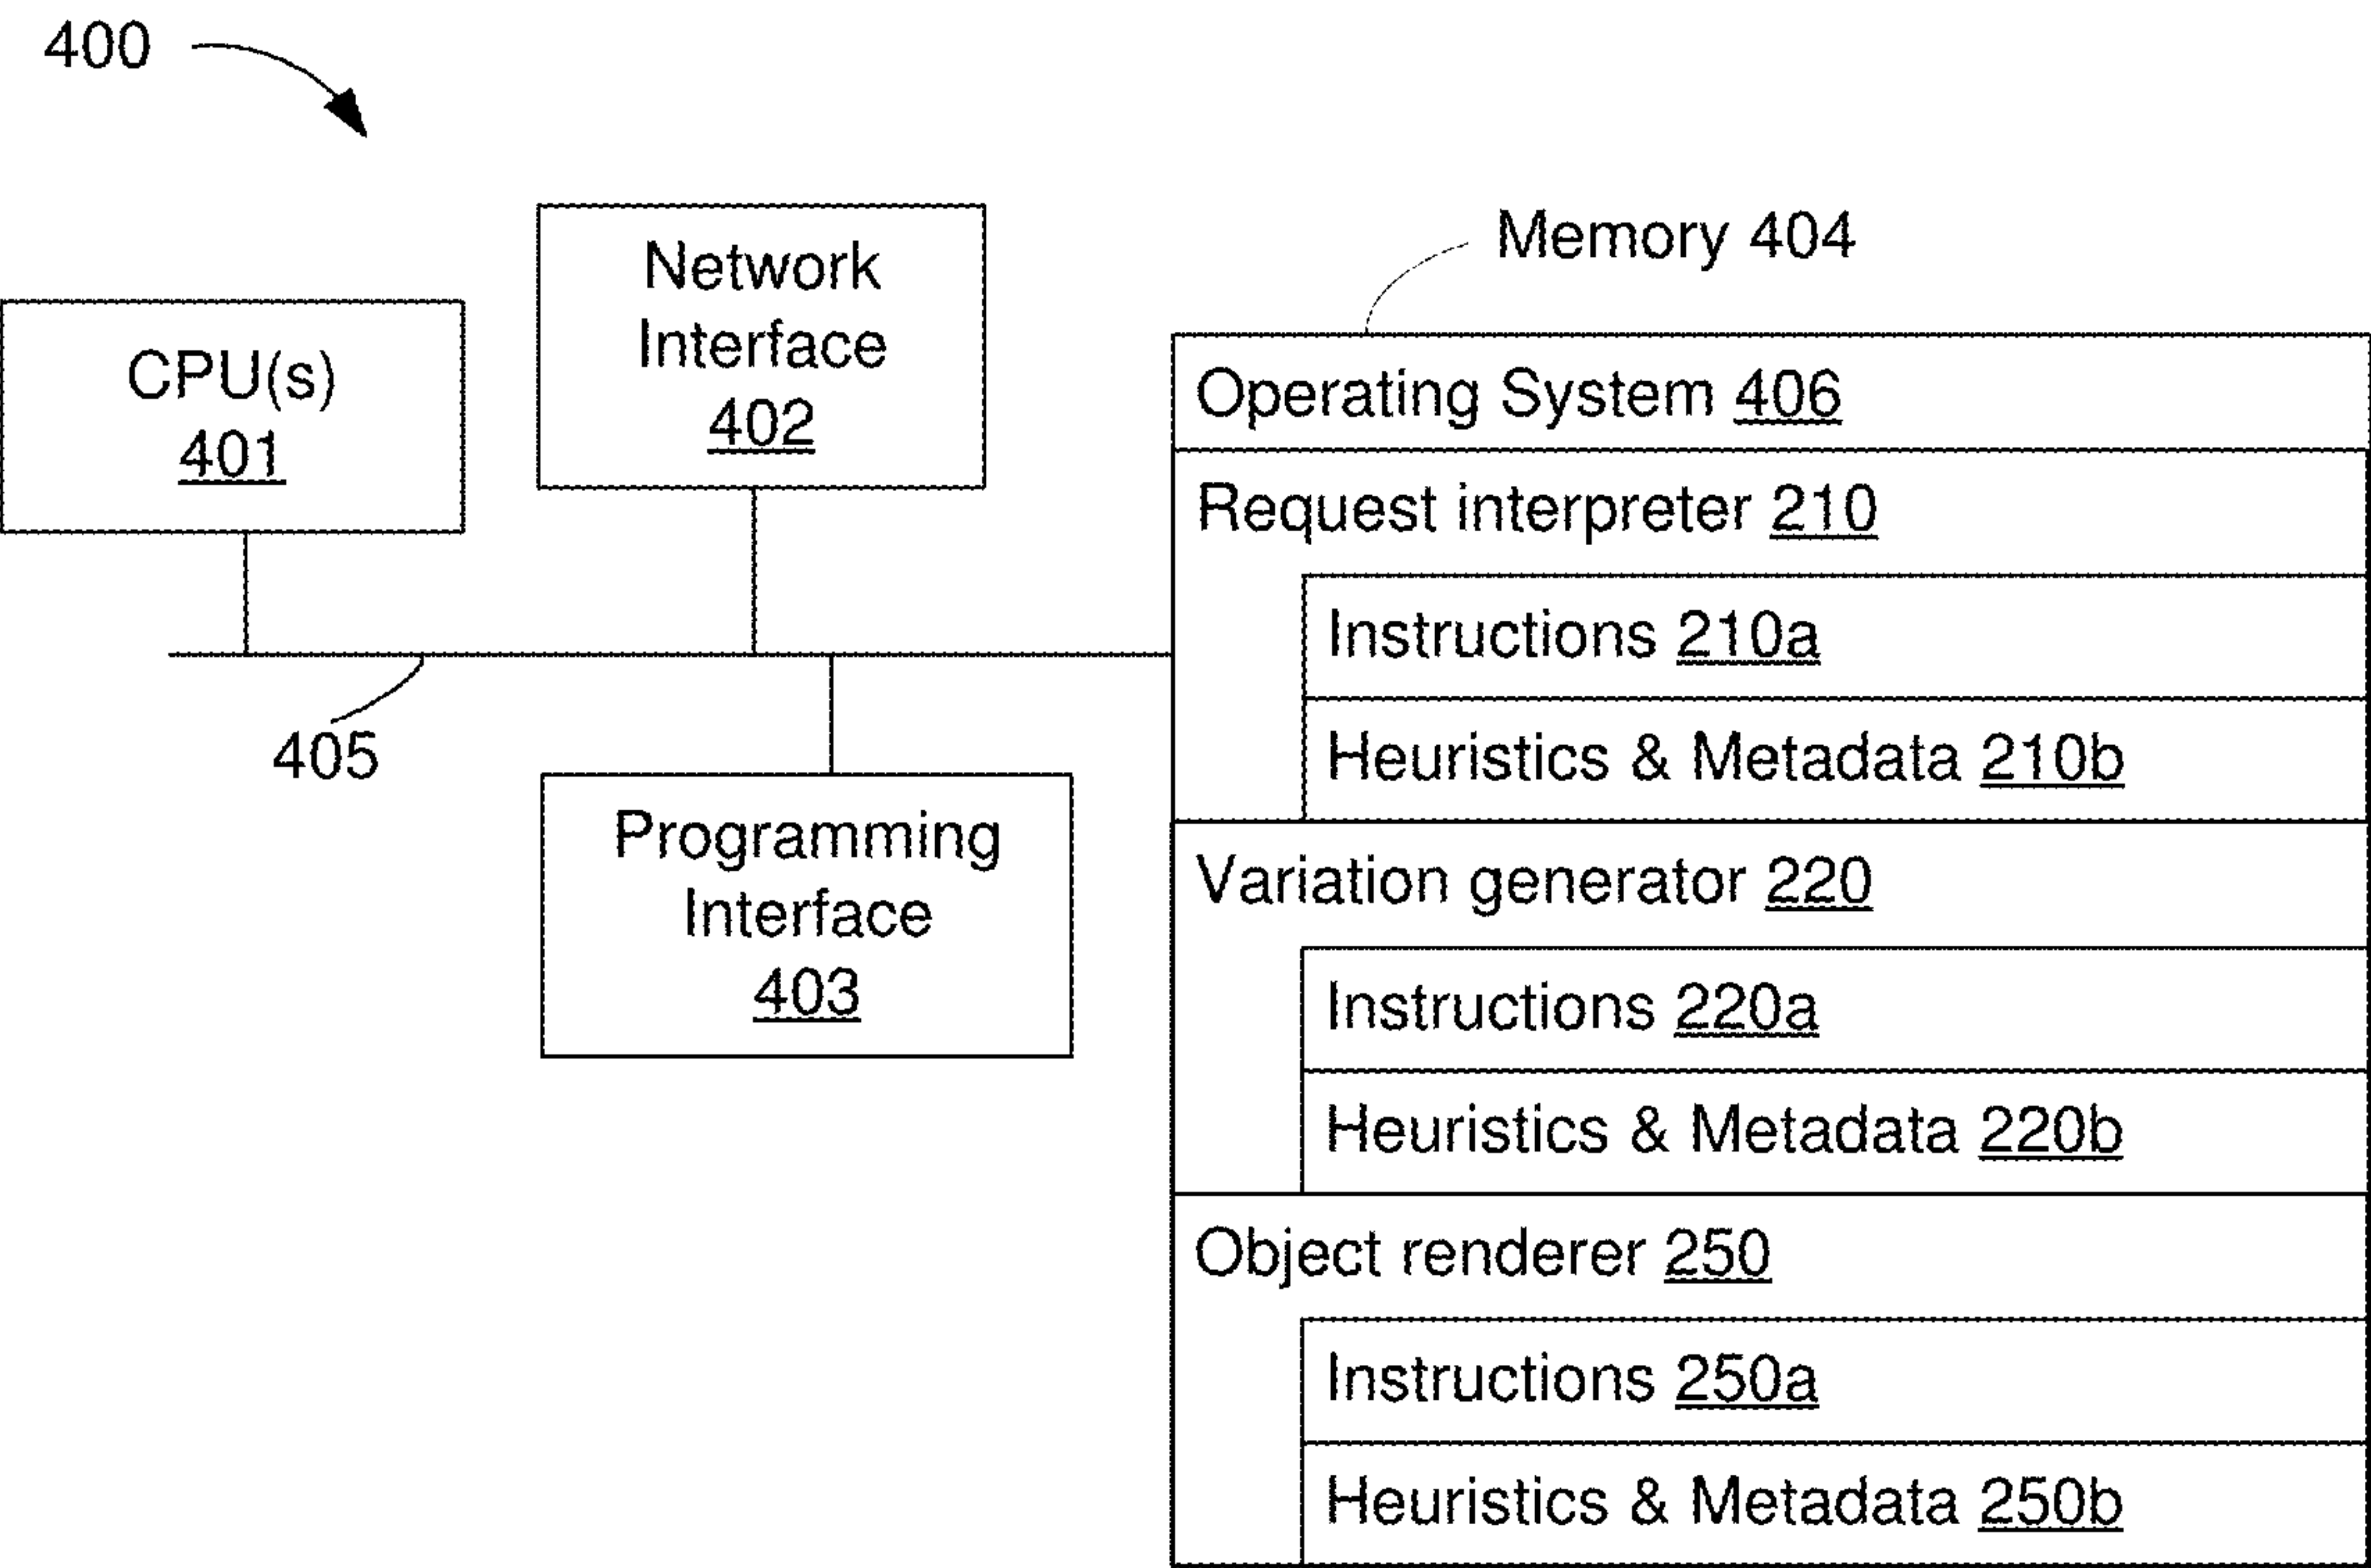 400
Network
Interface
402
CPU(s)
401
405
Programming
Interface
403
Memory 404
Operating System 406
Request interpreter 210
Instructions 210a
Heuristics & Metadata 210b
Variation generator 220
Instructions 220a
Heuristics & Metadata 220b
Object renderer 250
Instructions 250a
Heuristics & Metadata 250b